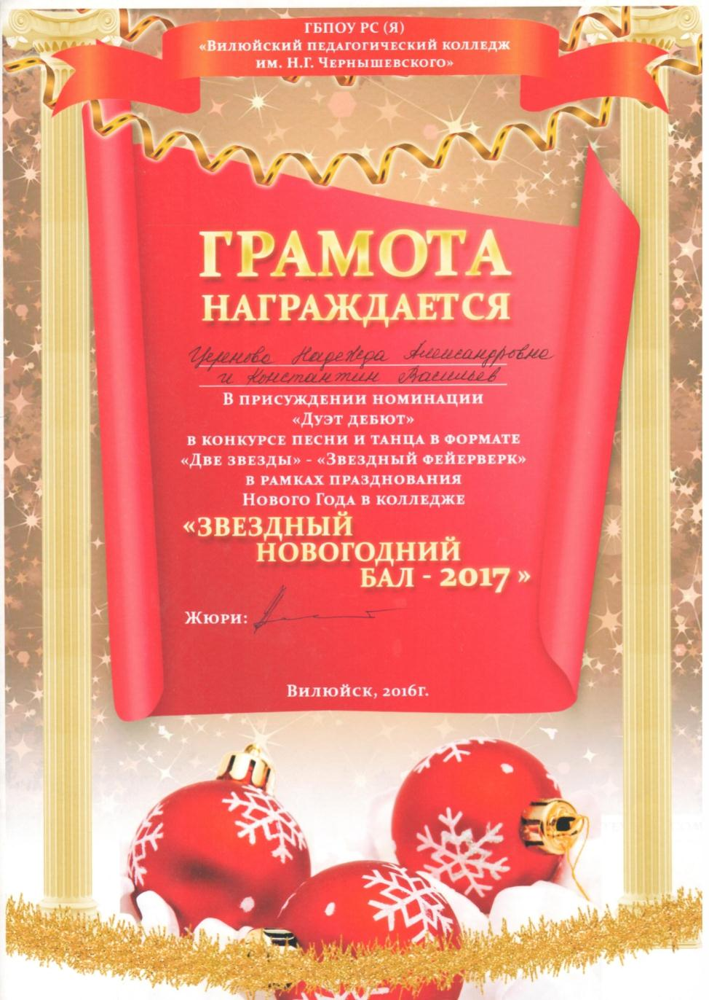 ГБПОУ РС (Я)
«Вилюйский педагогический колледж
им. Н.Г. Чернышевского»
ГРАМОТА
НАГРАЖДАЕТСЯ
Надежда Александровна
и Константин Васильев
В присуждении номинации
«Дуэт дебют»
в конкурсе песни и танца в формате
«Две звезды» - «Звездный фейерверк»
в рамках празднования
Нового Года в колледже
«ЗВЕЗДНЫЙ
НОВОГОДНИЙ
БАЛ - 2017»
Жюри:
Вилюйск, 2016г.